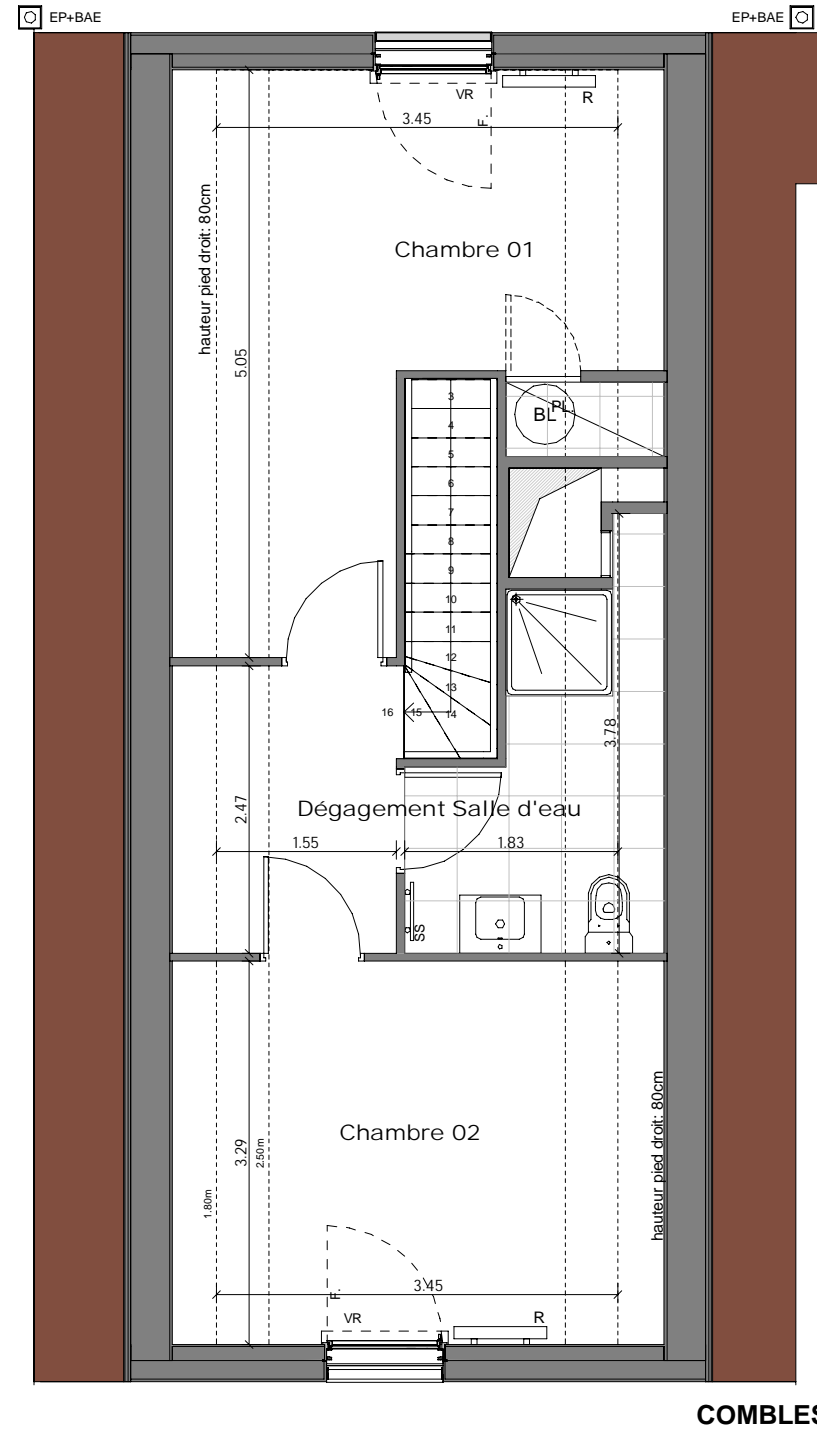 EP+BAE
EP+BAE
VR
R
3.45
F.
hauteur pied droit: 80cm
Chambre 01
5.05
3
BL
PL
4
5
6
7
8
9
10
11
12
13
14
15
16
3.78
2.47
Dégagement
Salle d'eau
1.55
1.83
SS
Chambre 02
hauteur pied droit: 80cm
3.29
2.50m
1.80m
3.45
F.
VR
R
COMBLES